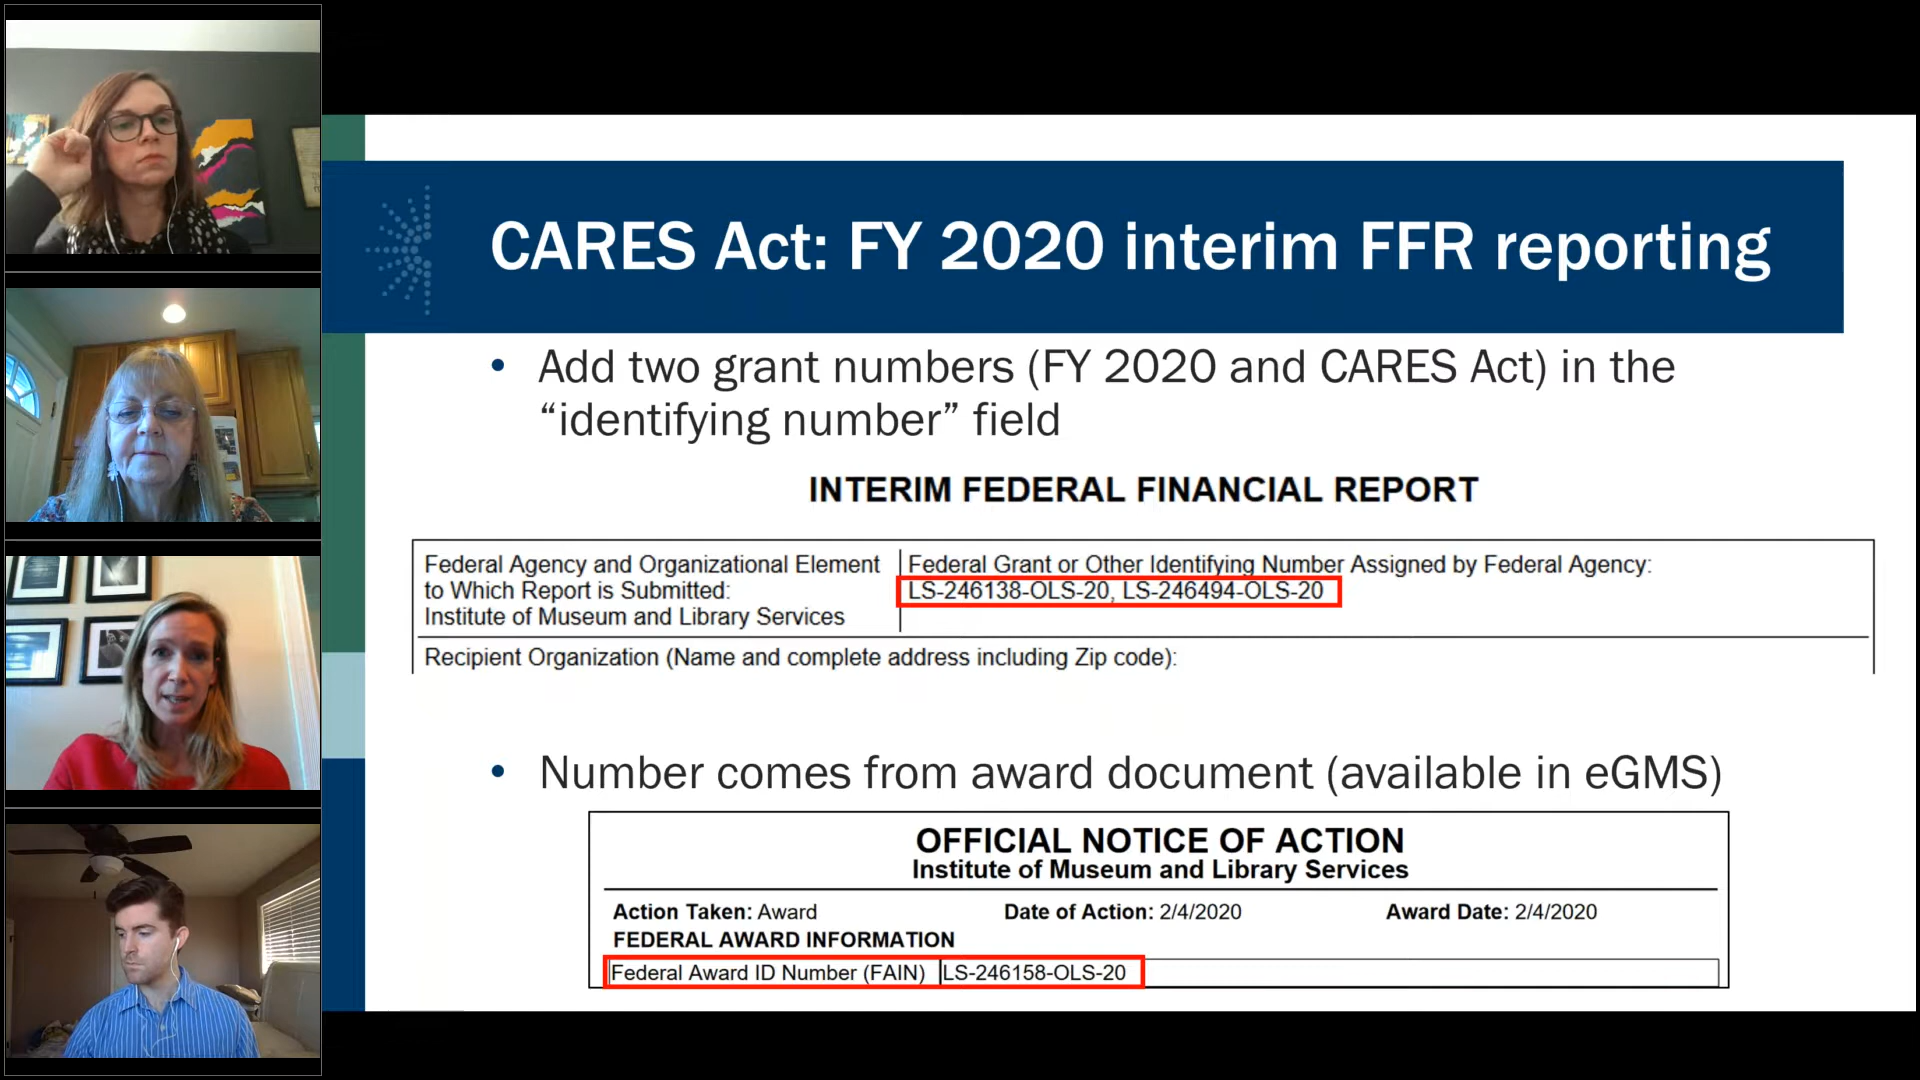 CARES Act: FY 2020 interim FFR reporting
• Add two grant numbers (FY 2020 and CARES Act) in the
“identifying number” field
INTERIM FEDERAL FINANCIAL REPORT
Federal Agency and Organizational Element
to Which Report is Submitted:
Institute of Museum and Library Services
Federal Grant or Other Identifying Number Assigned by Federal Agency:
LS-246138-OLS-20, LS-246494-OLS-20
Recipient Organization (Name and complete address including Zip code):
• Number comes from award document (available in eGMS)
OFFICIAL NOTICE OF ACTION
Institute of Museum and Library Services
Action Taken: Award Date of Action: 2/4/2020 Award Date: 2/4/2020
FEDERAL AWARD INFORMATION
Federal Award ID Number (FAIN) LS-246158-OLS-20